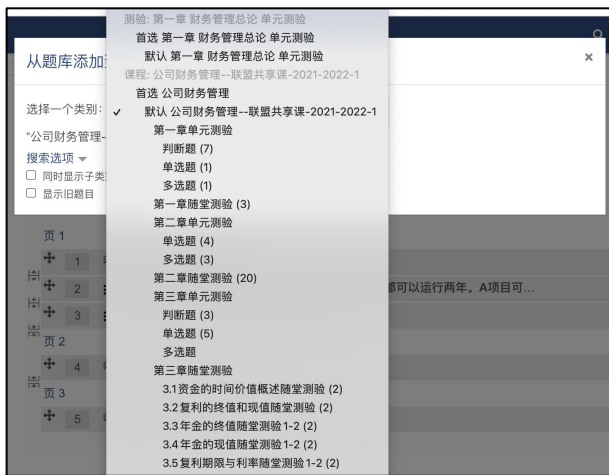 测验: 第一章 财务管理总论 单元测验
首选 第一章 财务管理总论 单元测验
默认 第一章 财务管理总论 单元测验
课程: 公司财务管理--联盟共享课-2021-2022-1
首选 公司财务管理
✓ 默认 公司财务管理--联盟共享课-2021-2022-1
第一章单元测验
判断题 (7)
单选题 (1)
多选题 (1)
第一章随堂测验 (3)
第二章单元测验
单选题 (4)
多选题 (3)
第二章随堂测验 (20)
第三章单元测验
判断题 (3)
单选题 (5)
多选题
第三章随堂测验
3.1资金的时间价值概述随堂测验 (2)
3.2复利的终值和现值随堂测验 (2)
3.3年金的终值随堂测验1-2 (2)
3.4年金的现值随堂测验1-2 (2)
3.5复利期限与利率随堂测验1-2 (2)
从题库添加
×
选择一个类别:
“公司财务管理--
搜索选项
同时显示子类
显示旧题目
页 1
1
2
都可以运行两年。A项目可...
3
页 2
4
页 3
5